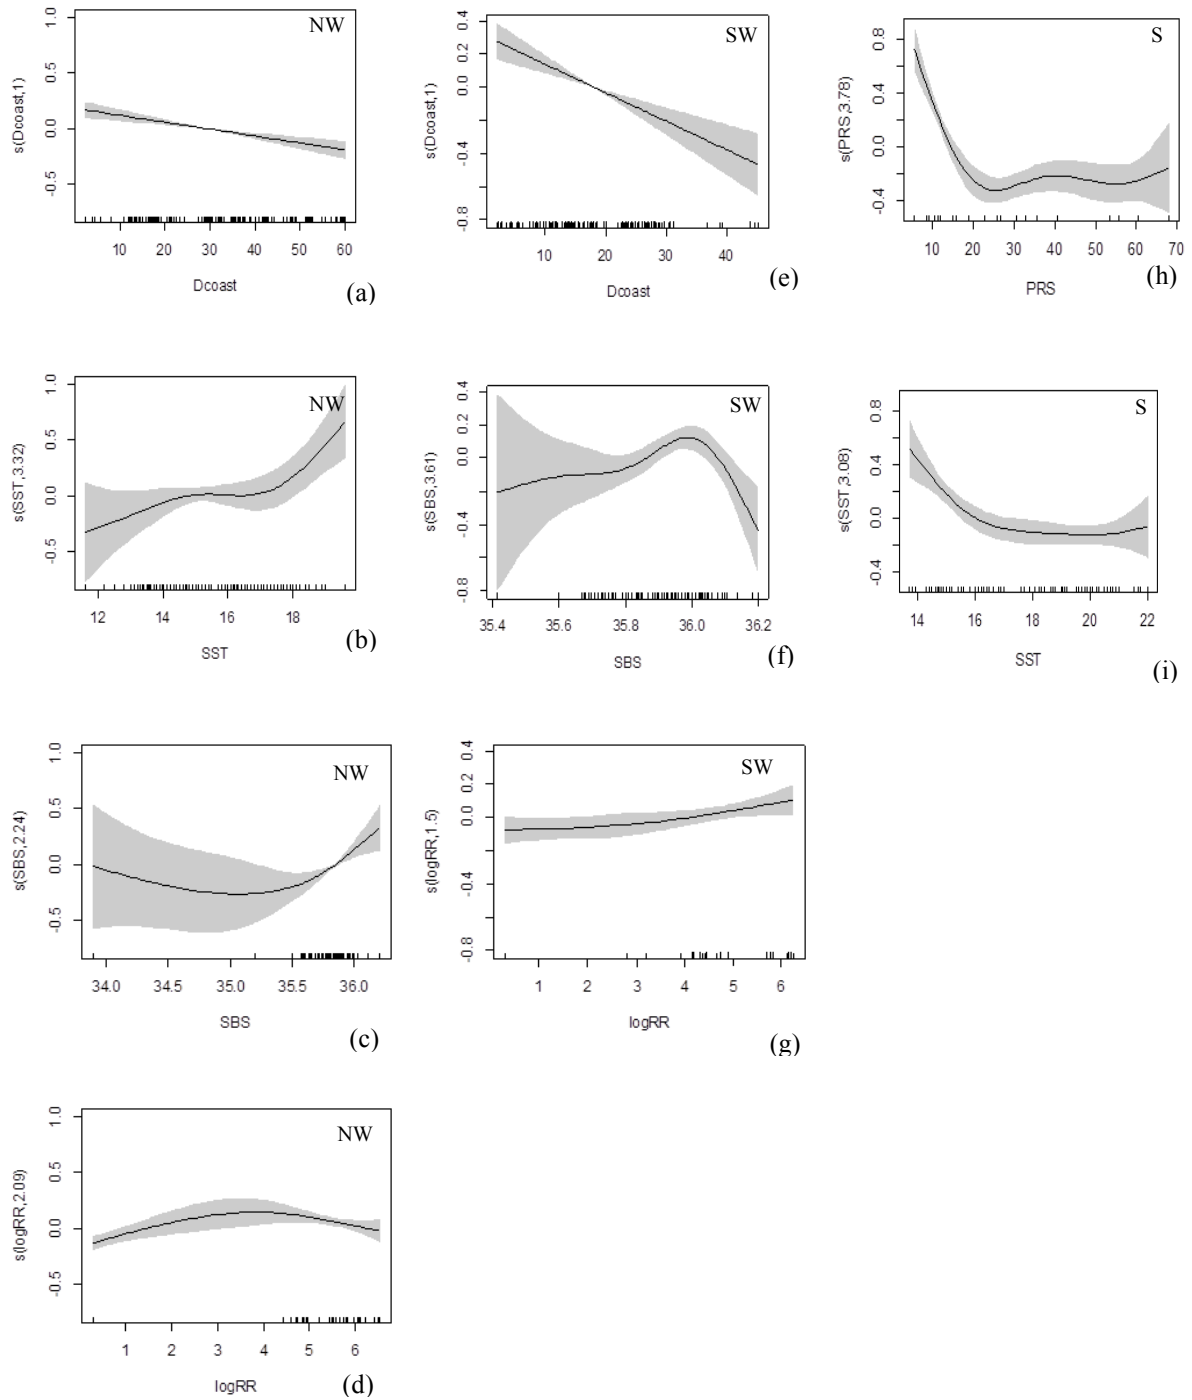 NW
s(Dcoast,1)
-0.5 0.0 0.5 1.0
10 20 30 40 50 60
Dcoast
(a)
SW
s(Dcoast,1)
-0.8 -0.4 0.0 0.2 0.4
10 20 30 40
Dcoast
(e)
S
s(PRS,3.78)
-0.4 0.0 0.4 0.8
10 20 30 40 50 60 70
PRS
(h)
NW
s(SST,3.32)
-0.5 0.0 0.5 1.0
12 14 16 18
SST
(b)
SW
s(SBS,3.61)
-0.8 -0.4 0.0 0.2 0.4
35.4 35.6 35.8 36.0 36.2
SBS
(f)
S
s(SST,3.08)
-0.4 0.0 0.4 0.8
14 16 18 20 22
SST
(i)
NW
s(SBS,2.24)
-0.5 0.0 0.5 1.0
34.0 34.5 35.0 35.5 36.0
SBS
(c)
SW
s(logRR,1.5)
-0.8 -0.4 0.0 0.2 0.4
1 2 3 4 5 6
logRR
(g)
NW
s(logRR,2.09)
-0.5 0.0 0.5 1.0
1 2 3 4 5 6
logRR
(d)